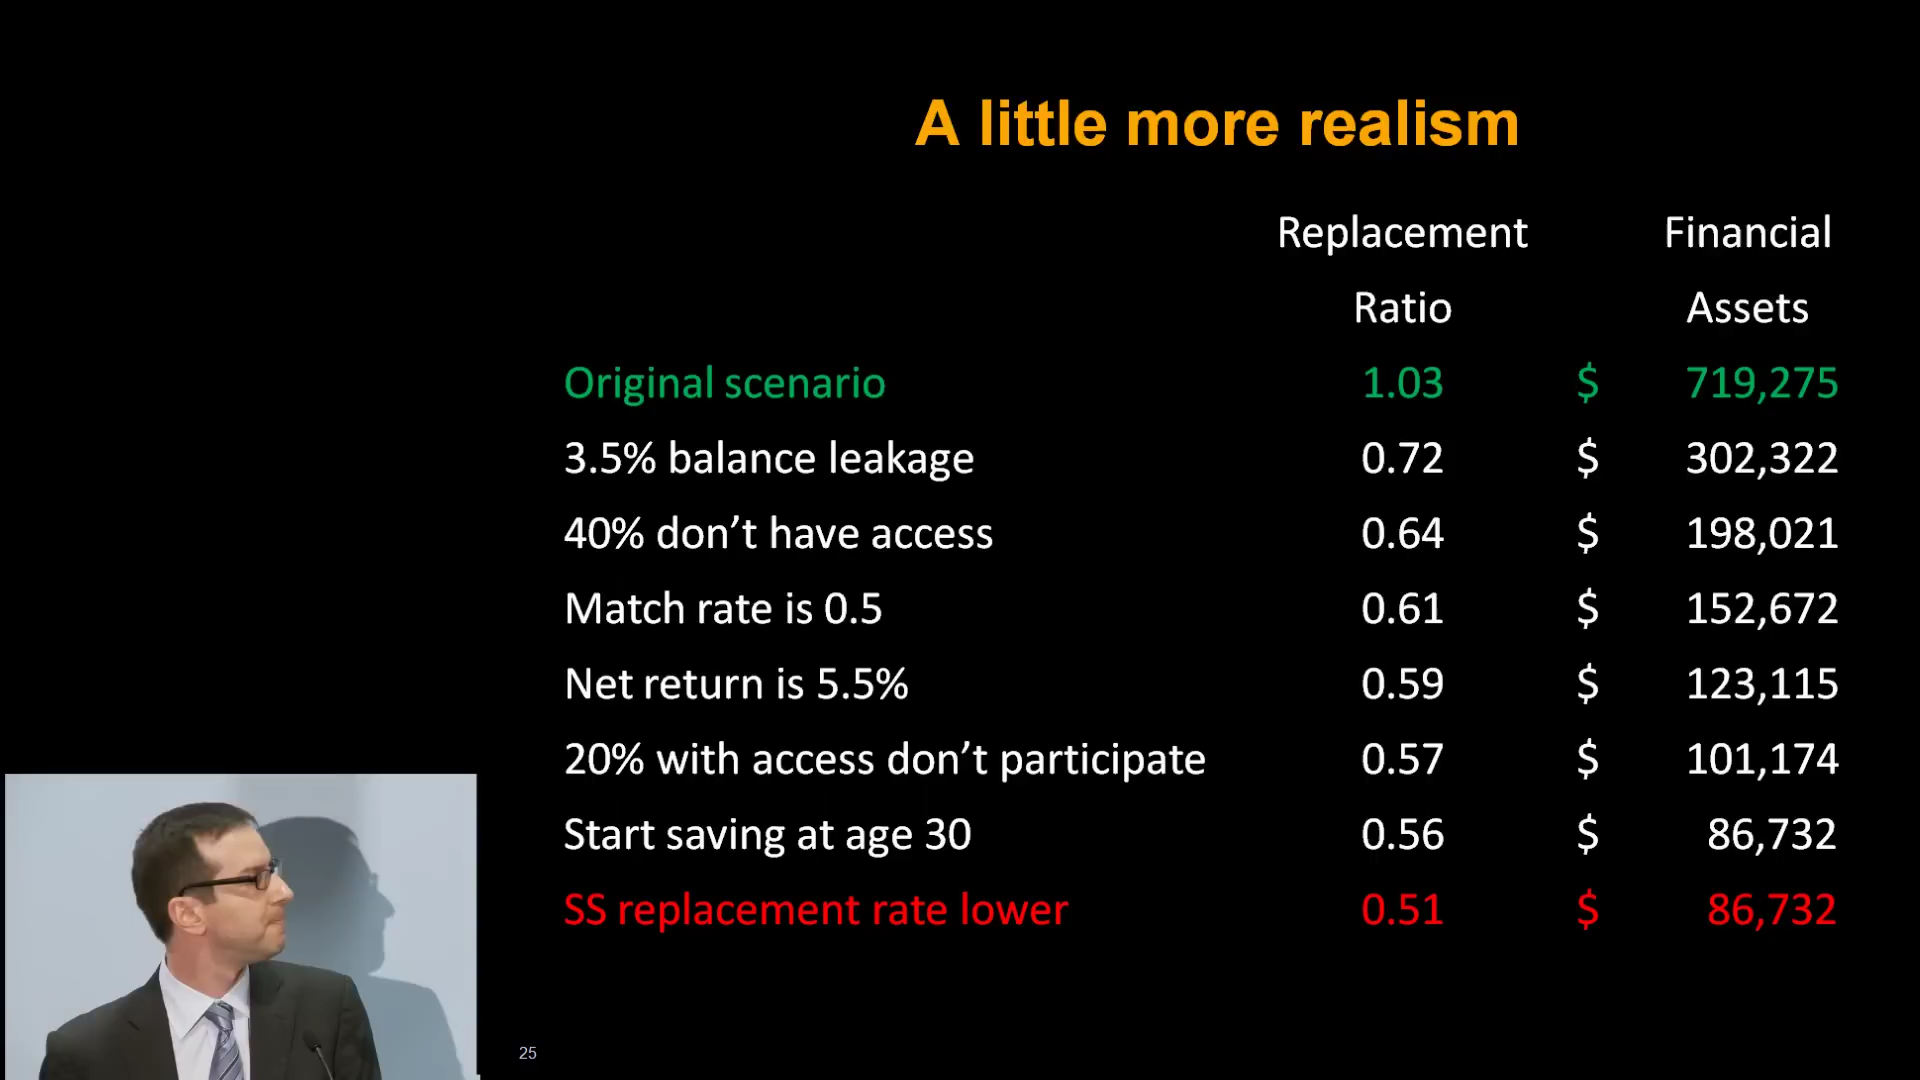 A little more realism
Replacement Financial
Ratio Assets
Original scenario 1.03 $ 719,275
3.5% balance leakage 0.72 $ 302,322
40% don’t have access 0.64 $ 198,021
Match rate is 0.5 0.61 $ 152,672
Net return is 5.5% 0.59 $ 123,115
20% with access don’t participate 0.57 $ 101,174
Start saving at age 30 0.56 $ 86,732
SS replacement rate lower 0.51 $ 86,732
25